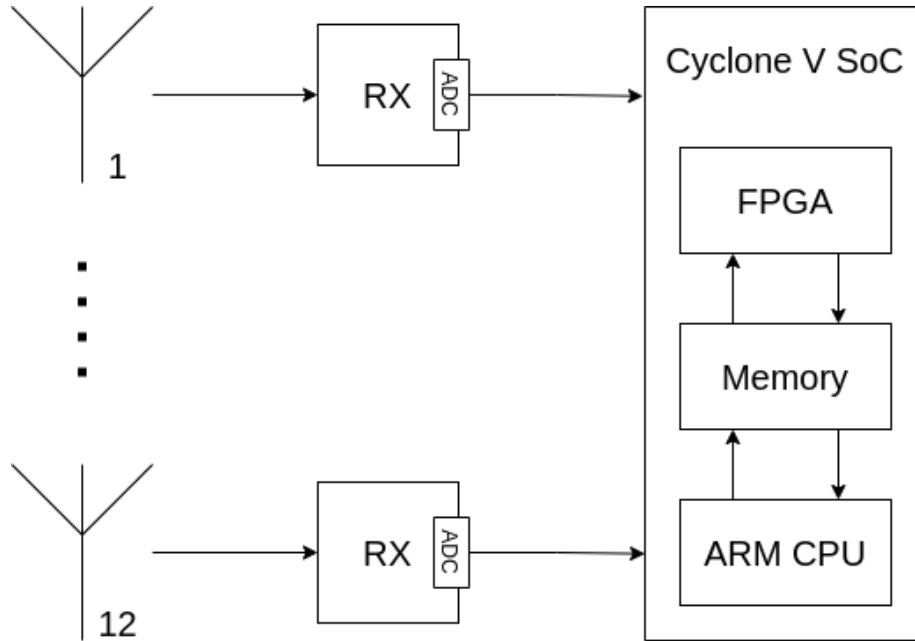 RX
ADC
Cyclone V SoC
1
FPGA
Memory
RX
ADC
ARM CPU
12